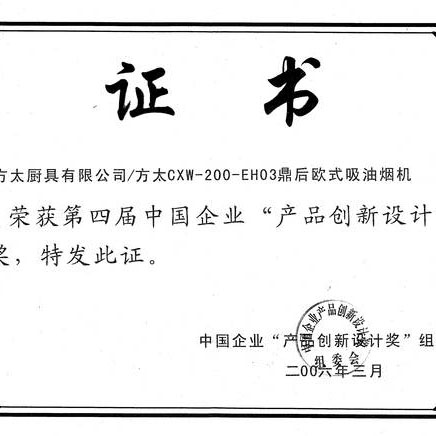 证 书
方太厨具有限公司/方太CXW-200-EH03鼎后欧式吸油烟机
荣获第四届中国企业“产品创新设计
奖，特发此证。
中国企业“产品创新设计奖”组
中国企业产品创新设计奖
组委会
二00六年三月